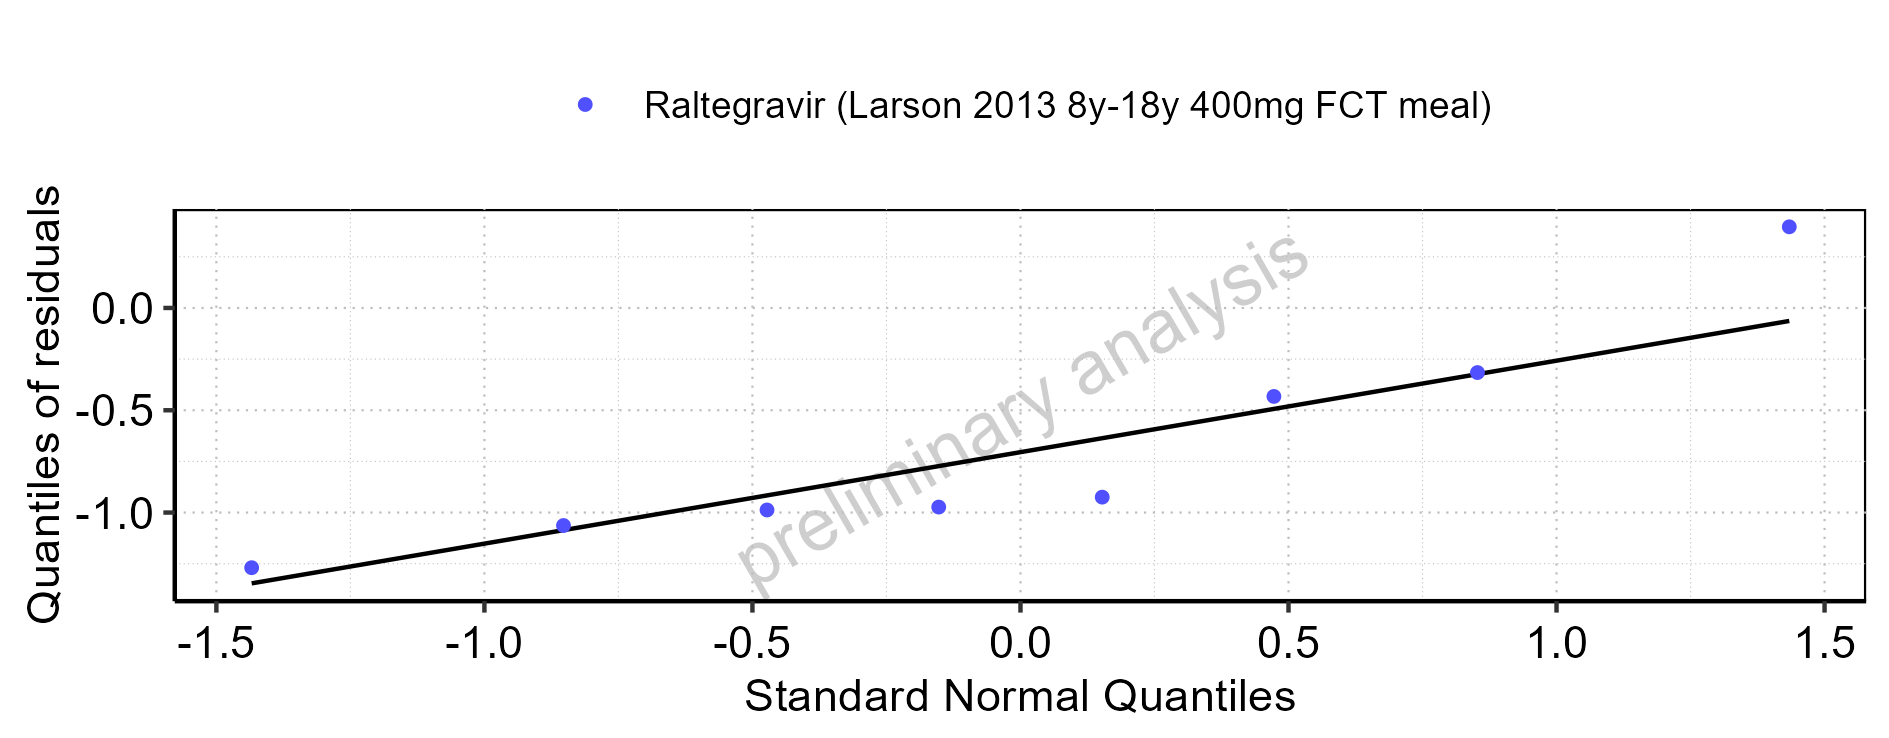 Raltegravir (Larson 2013 8y-18y 400mg FCT meal)
Quantiles of residuals
0.0
-0.5
-1.0
preliminary analysis
-1.5 -1.0 -0.5 0.0 0.5 1.0 1.5
Standard Normal Quantiles